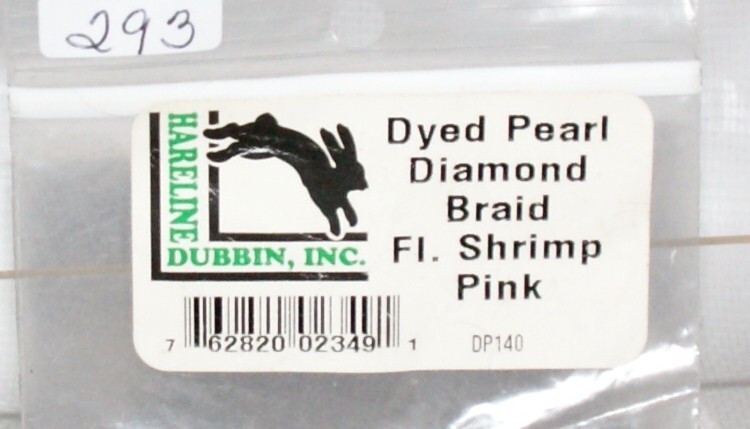 293
HARELINE
DUBBIN, INC.
Dyed Pearl
Diamond
Braid
Fl. Shrimp
Pink
7 62820 02349 1
DP140